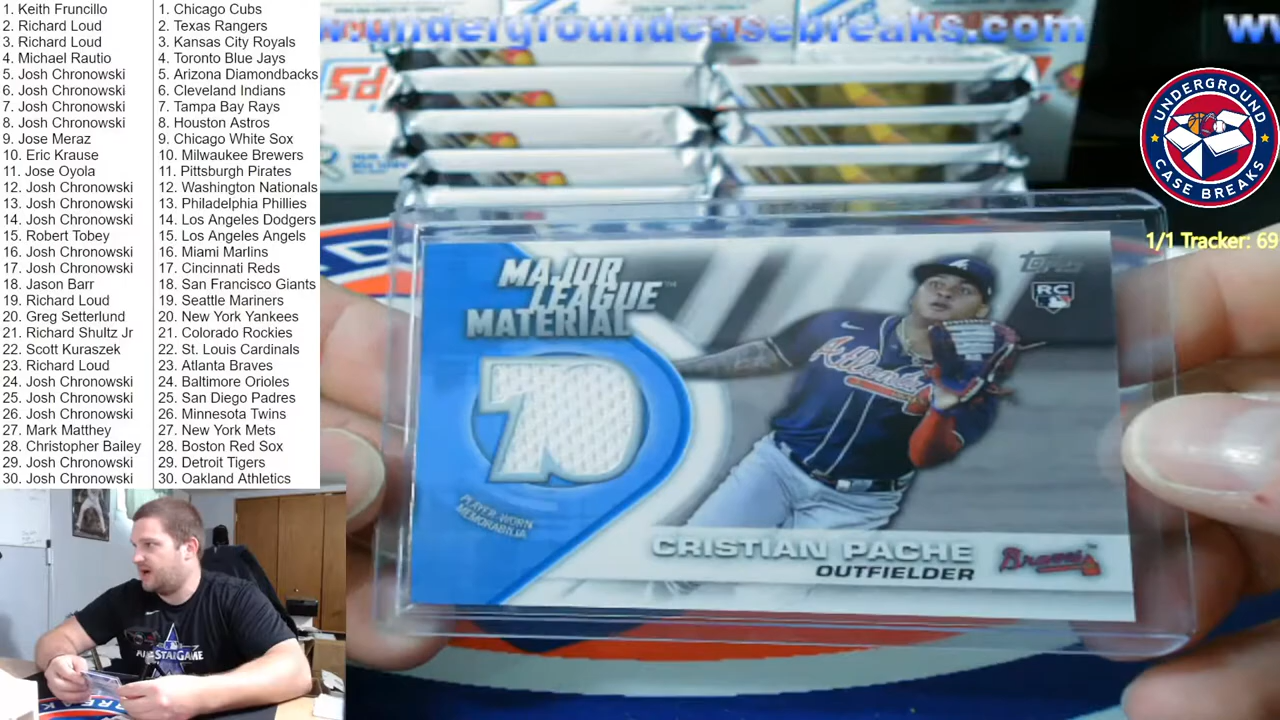 1. Keith Fruncillo
2. Richard Loud
3. Richard Loud
4. Michael Rautio
5. Josh Chronowski
6. Josh Chronowski
7. Josh Chronowski
8. Josh Chronowski
9. Jose Meraz
10. Eric Krause
11. Jose Oyola
12. Josh Chronowski
13. Josh Chronowski
14. Josh Chronowski
15. Robert Tobey
16. Josh Chronowski
17. Josh Chronowski
18. Jason Barr
19. Richard Loud
20. Greg Setterlund
21. Richard Shultz Jr
22. Scott Kuraszek
23. Richard Loud
24. Josh Chronowski
25. Josh Chronowski
26. Josh Chronowski
27. Mark Matthey
28. Christopher Bailey
29. Josh Chronowski
30. Josh Chronowski
1. Chicago Cubs
2. Texas Rangers
3. Kansas City Royals
4. Toronto Blue Jays
5. Arizona Diamondbacks
6. Cleveland Indians
7. Tampa Bay Rays
8. Houston Astros
9. Chicago White Sox
10. Milwaukee Brewers
11. Pittsburgh Pirates
12. Washington Nationals
13. Philadelphia Phillies
14. Los Angeles Dodgers
15. Los Angeles Angels
16. Miami Marlins
17. Cincinnati Reds
18. San Francisco Giants
19. Seattle Mariners
20. New York Yankees
21. Colorado Rockies
22. St. Louis Cardinals
23. Atlanta Braves
24. Baltimore Orioles
25. San Diego Padres
26. Minnesota Twins
27. New York Mets
28. Boston Red Sox
29. Detroit Tigers
30. Oakland Athletics
www.undergroundcasebreaks.com
UNDERGROUND
CASE BREAKS
1/1 Tracker: 69
MAJOR
LEAGUE™
MATERIAL
70
PLAYER-WORN
MEMORABILIA
TOPPS
RC
Atlanta
CRISTIAN PACHE
OUTFIELDER
Braves
ALL-STAR GAME